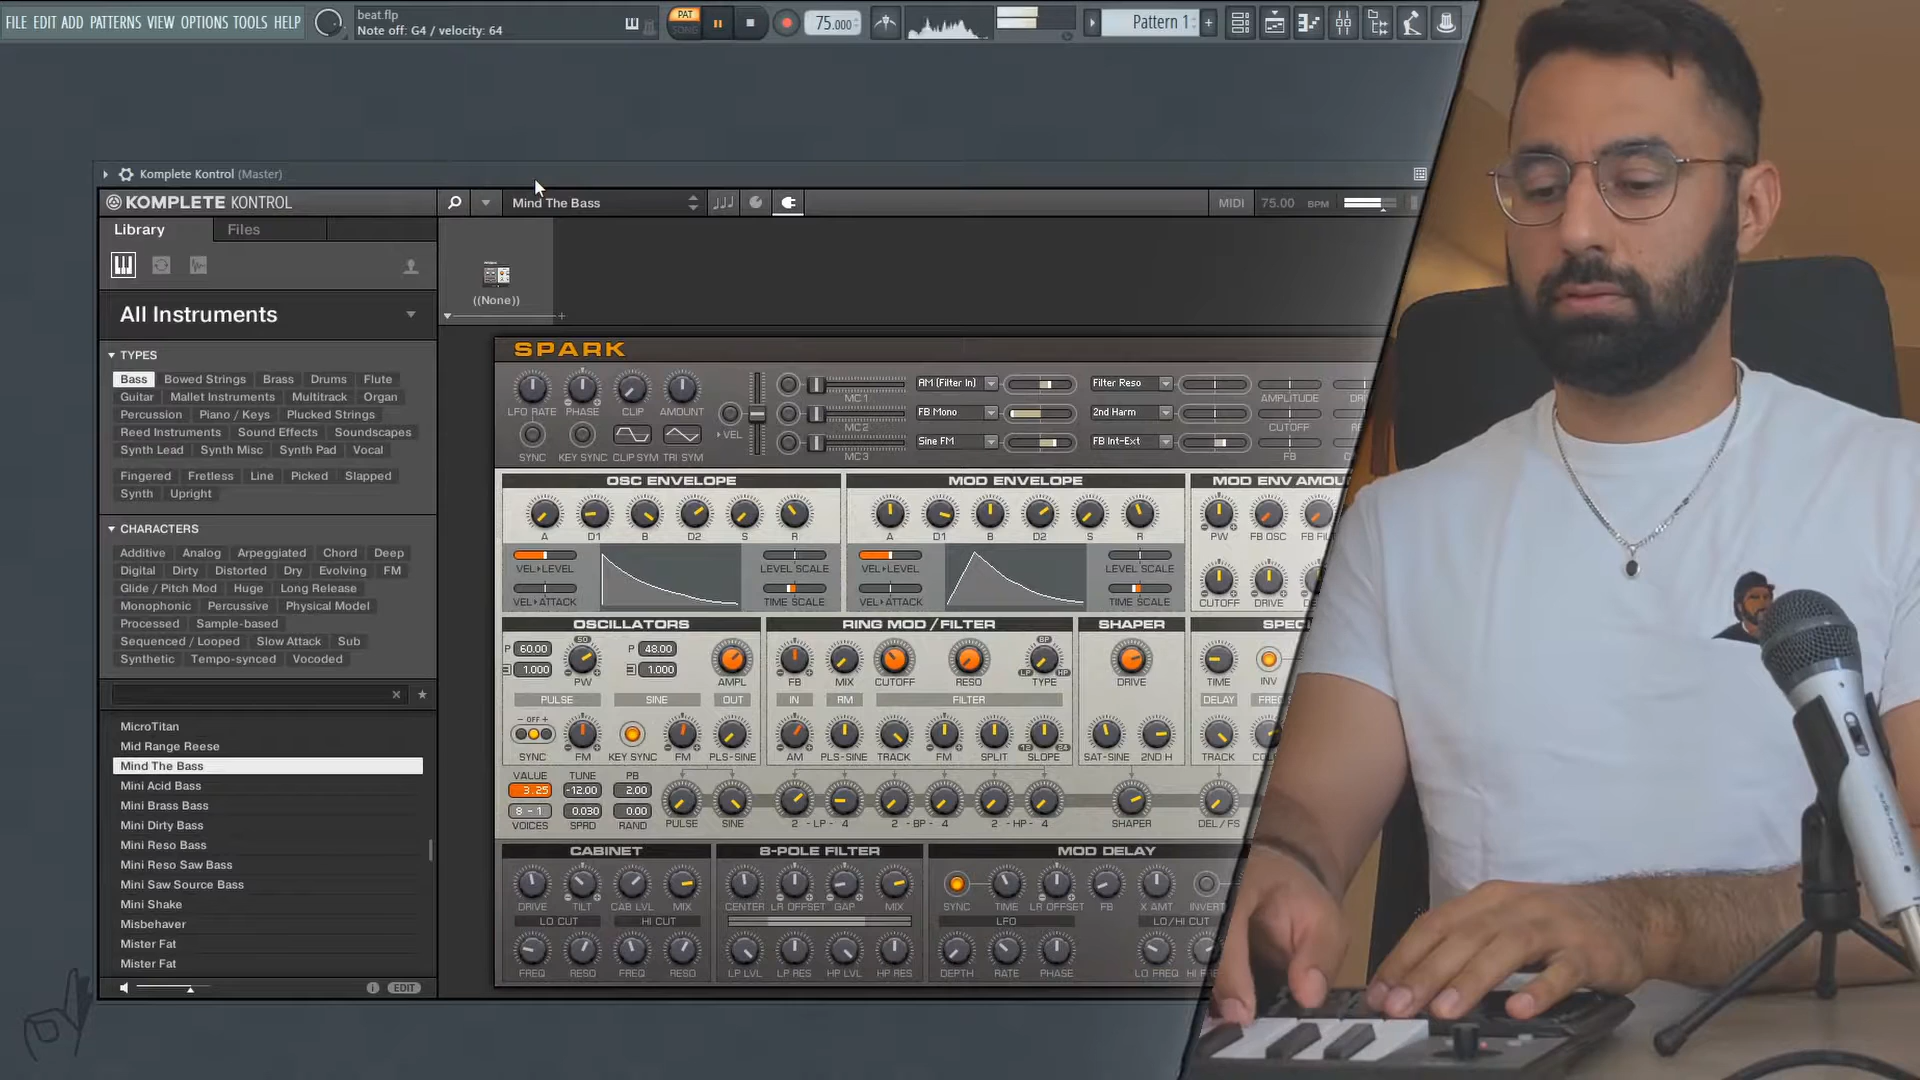 FILE EDIT ADD PATTERNS VIEW OPTIONS TOOLS HELP
beat.flp
Note off: G4 / velocity: 64
PAT
SONG
75.000
Pattern 1
+
Komplete Kontrol (Master)
KOMPLETE KONTROL
Mind The Bass
MIDI 75.00 BPM
Library
Files
((None))
All Instruments
SPARK
TYPES
Bass Bowed Strings Brass Drums Flute
Guitar Mallet Instruments Multitrack Organ
Percussion Piano / Keys Plucked Strings
Reed Instruments Sound Effects Soundscapes
Synth Lead Synth Misc Synth Pad Vocal
Fingered Fretless Line Picked Slapped
Synth Upright
CHARACTERS
Additive Analog Arpeggiated Chord Deep
Digital Dirty Distorted Dry Evolving FM
Glide / Pitch Mod Huge Long Release
Monophonic Percussive Physical Model
Processed Sample-based
Sequenced / Looped Slow Attack Sub
Synthetic Tempo-synced Vocoded
MicroTitan
Mid Range Reese
Mind The Bass
Mini Acid Bass
Mini Brass Bass
Mini Dirty Bass
Mini Reso Bass
Mini Reso Saw Bass
Mini Saw Source Bass
Mini Shake
Misbehaver
Mister Fat
Mister Fat
EDIT
LFO RATE PHASE CLIP AMOUNT
VEL
SYNC KEY SYNC CLIP SYM TRI SYM
MC1
MC2
MC3
AM (Filter In) Filter Reso
FB Mono 2nd Harm
Sine FM FB Int-Ext
AMPLITUDE
CUTOFF
FB
OSC ENVELOPE MOD ENVELOPE
A D1 B D2 S R
A D1 B D2 S R
PW FB OSC
VEL LEVEL LEVEL SCALE
VEL ATTACK TIME SCALE
VEL LEVEL LEVEL SCALE
VEL ATTACK TIME SCALE
CUTOFF DRIVE
OSCILLATORS RING MOD / FILTER SHAPER
P 60.00 P 48.00
1.000 1.000
PW AMPL
FB MIX CUTOFF RESO TYPE
BP
LP HP
DRIVE
TIME INV
PULSE SINE OUT
IN RM FILTER
DELAY
- OFF +
SYNC FM KEY SYNC FM PLS-SINE
AM PLS-SINE TRACK FM SPLIT SLOPE
12 24
SAT-SINE 2ND H
TRACK
VALUE TUNE PB
3.25 -12.00 2.00
8 - 1 0.030 0.00
VOICES SPRD RAND
PULSE SINE 2 - LP - 4 2 - BP - 4 2 - HP - 4 SHAPER DEL/FS
CABINET 8-POLE FILTER MOD DELAY
DRIVE TILT CAB LVL MIX
CENTER LR OFFSET GAP MIX
SYNC TIME LR OFFSET FB X AMT INVERT
LO CUT HI CUT
LFO LO/HI CUT
FREQ RESO FREQ RESO
LP LVL LP RES HP LVL HP RES
DEPTH RATE PHASE LO FREQ